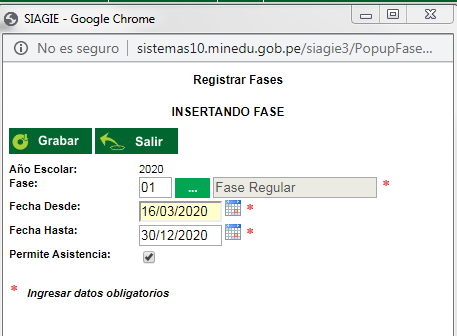 SIAGIE - Google Chrome
No es seguro | sistemas10.minedu.gob.pe/siagie3/PopupFase...
Registrar Fases
INSERTANDO FASE
Grabar Salir
Año Escolar: 2020
Fase: 01 ... Fase Regular *
Fecha Desde: 16/03/2020 *
Fecha Hasta: 30/12/2020 *
Permite Asistencia:
* Ingresar datos obligatorios